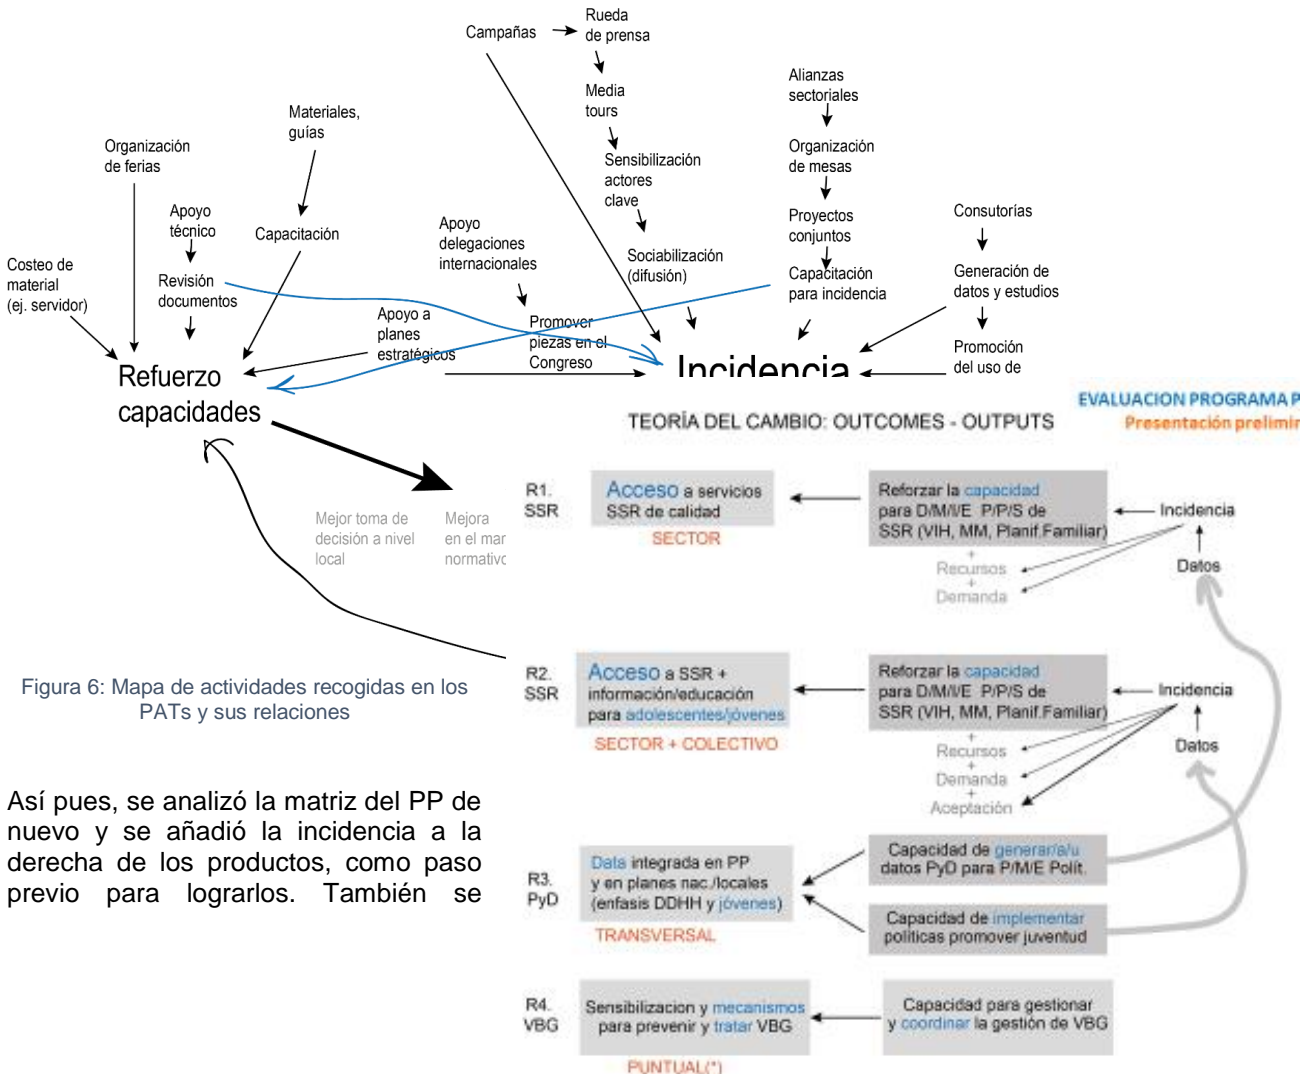 Campañas
Rueda
de prensa
Media
tours
Sensibilización
actores
clave
Sociabilización
(difusión)
Alianzas
sectoriales
Organización
de mesas
Proyectos
conjuntos
Capacitación
para incidencia
Consutorías
Generación de
datos y estudios
Promoción
del uso de
Materiales,
guías
Organización
de ferias
Apoyo
técnico
Capacitación
Costeo de
material
(ej. servidor)
Revisión
documentos
Apoyo
delegaciones
internacionales
Apoyo a
planes
estratégicos
Promover
piezas en el
Congreso
Refuerzo
capacidades
Incidencia
Mejor toma de
decisión a nivel
local
Mejora
en el mar
normativo
Figura 6: Mapa de actividades recogidas en los
PATs y sus relaciones
Así pues, se analizó la matriz del PP de
nuevo y se añadió la incidencia a la
derecha de los productos, como paso
previo para lograrlos. También se
EVALUACION PROGRAMA P
Presentación prelimin
TEORÍA DEL CAMBIO: OUTCOMES - OUTPUTS
R1.
SSR
Acceso a servicios
SSR de calidad
SECTOR
Reforzar la capacidad
para D/M/I/E P/P/S de
SSR (VIH, MM, Planif.Familiar)
+
Recursos
+
Demanda
Incidencia
Datos
R2.
SSR
Acceso a SSR +
información/educación
para adolescentes/jóvenes
SECTOR + COLECTIVO
Reforzar la capacidad
para D/M/I/E P/P/S de
SSR (VIH, MM, Planif.Familiar)
+
Recursos
+
Demanda
+
Aceptación
Incidencia
Datos
R3.
PyD
Data integrada en PP
y en planes nac./locales
(enfasis DDHH y jóvenes)
TRANSVERSAL
Capacidad de generar/a/u
datos PyD para P/M/E Polít.
Capacidad de implementar
políticas promover juventud
R4.
VBG
Sensibilizacion y mecanismos
para prevenir y tratar VBG
PUNTUAL(*)
Capacidad para gestionar
y coordinar la gestión de VBG